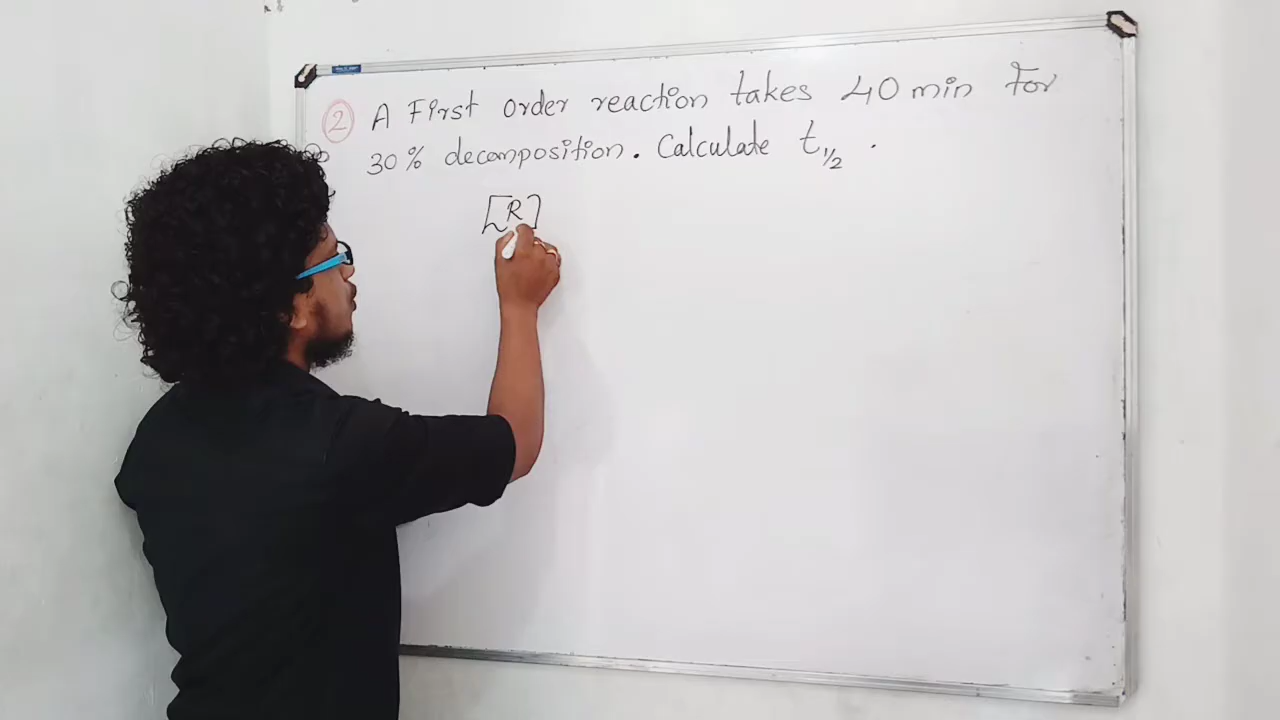 2 A First order reaction takes 40 min for
30% decomposition. Calculate t1/2 .
[R]